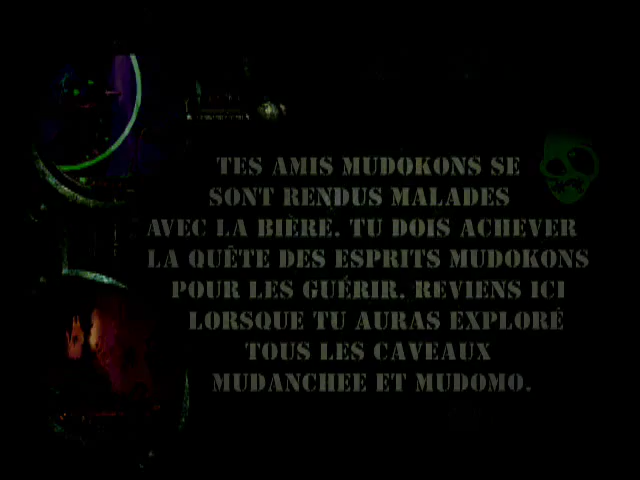 TES AMIS MUDOKONS SE
SONT RENDUS MALADES
AVEC LA BIÈRE. TU DOIS ACHEVER
LA QUÊTE DES ESPRITS MUDOKONS
POUR LES GUÉRIR. REVIENS ICI
LORSQUE TU AURAS EXPLORÉ
TOUS LES CAVEAUX
MUDANCHEE ET MUDOMO.